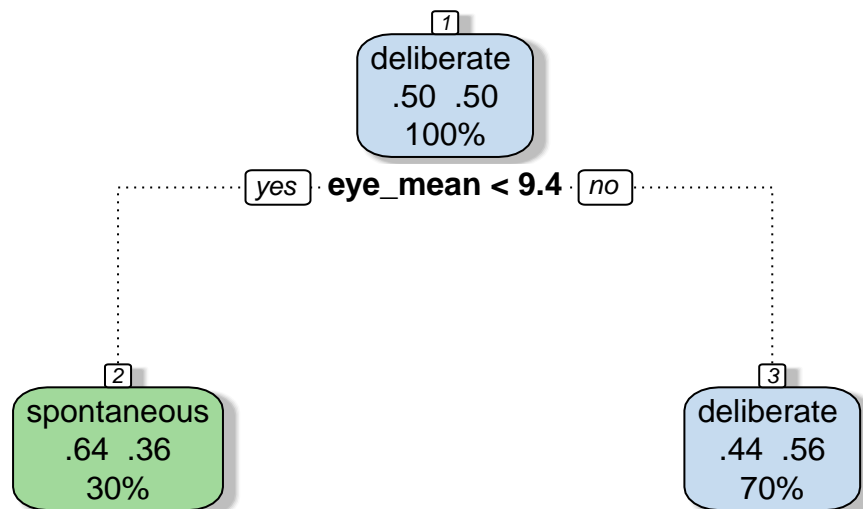 1
deliberate
.50 .50
100%
yes eye_mean < 9.4 no
2
spontaneous
.64 .36
30%
3
deliberate
.44 .56
70%